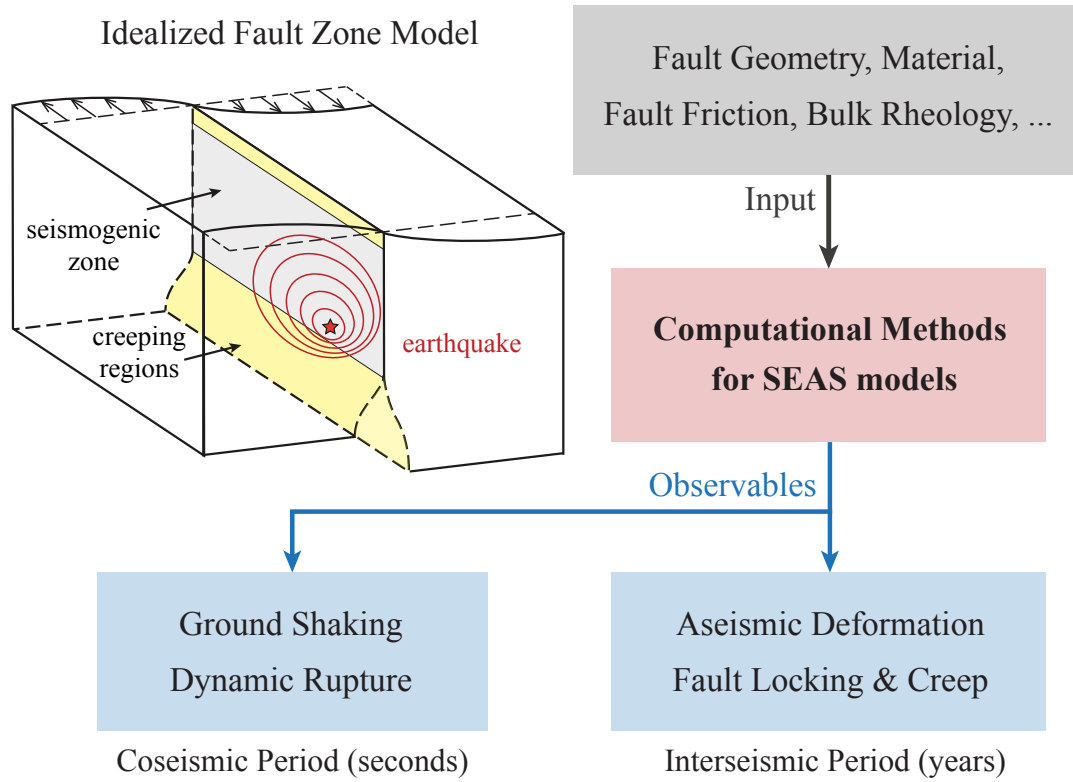 Idealized Fault Zone Model
seismogenic
zone
creeping
regions
earthquake
Fault Geometry, Material,
Fault Friction, Bulk Rheology, ...
Input
Computational Methods
for SEAS models
Observables
Ground Shaking
Dynamic Rupture
Coseismic Period (seconds)
Aseismic Deformation
Fault Locking & Creep
Interseismic Period (years)